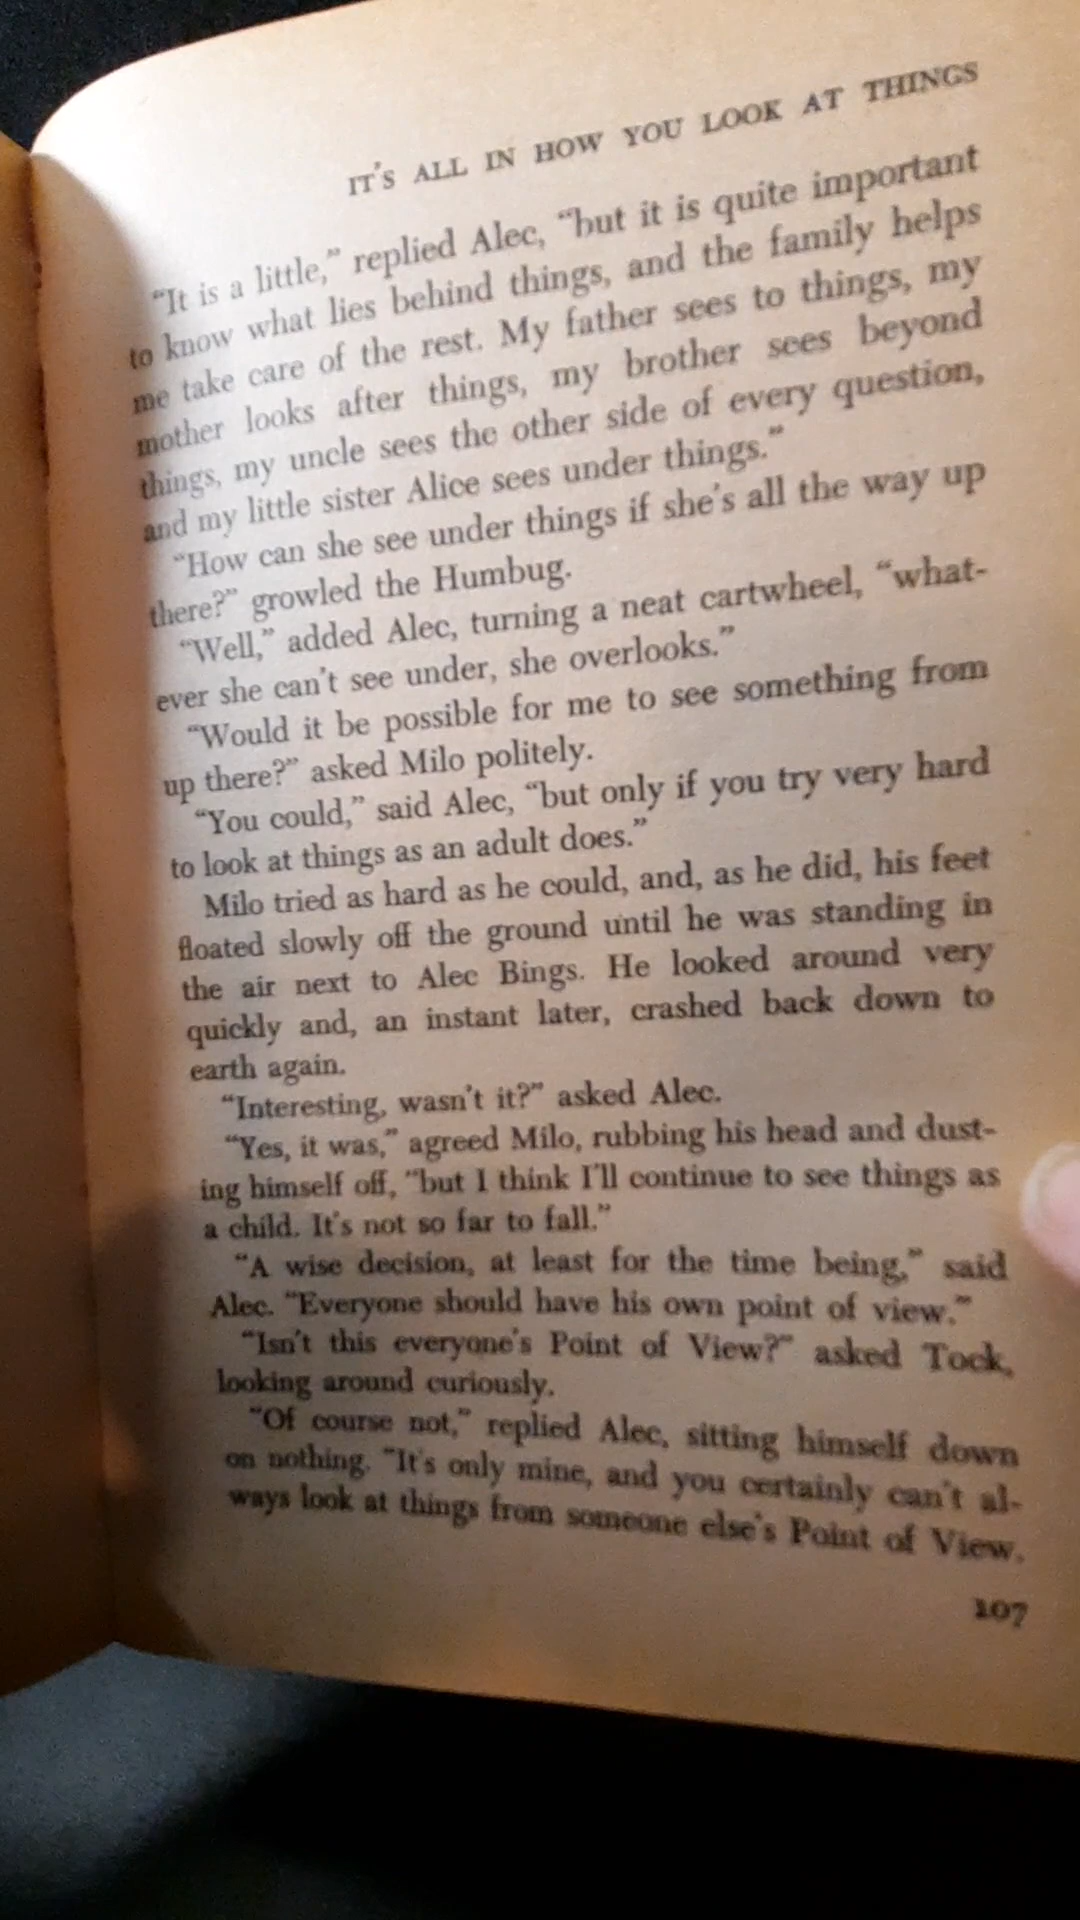 IT'S ALL IN HOW YOU LOOK AT THINGS
"It is a little," replied Alec, "but it is quite important
to know what lies behind things, and the family helps
me take care of the rest. My father sees to things, my
mother looks after things, my brother sees beyond
things, my uncle sees the other side of every question,
and my little sister Alice sees under things."
"How can she see under things if she's all the way up
there?" growled the Humbug.
"Well," added Alec, turning a neat cartwheel, "what-
ever she can't see under, she overlooks."
"Would it be possible for me to see something from
up there?" asked Milo politely.
"You could," said Alec, "but only if you try very hard
to look at things as an adult does."
Milo tried as hard as he could, and, as he did, his feet
floated slowly off the ground until he was standing in
the air next to Alec Bings. He looked around very
quickly and, an instant later, crashed back down to
earth again.
"Interesting, wasn't it?" asked Alec.
"Yes, it was," agreed Milo, rubbing his head and dust-
ing himself off, "but I think I'll continue to see things as
a child. It's not so far to fall."
"A wise decision, at least for the time being," said
Alec. "Everyone should have his own point of view."
"Isn't this everyone's Point of View?" asked Tock,
looking around curiously.
"Of course not," replied Alec, sitting himself down
on nothing. "It's only mine, and you certainly can't al-
ways look at things from someone else's Point of View.
107